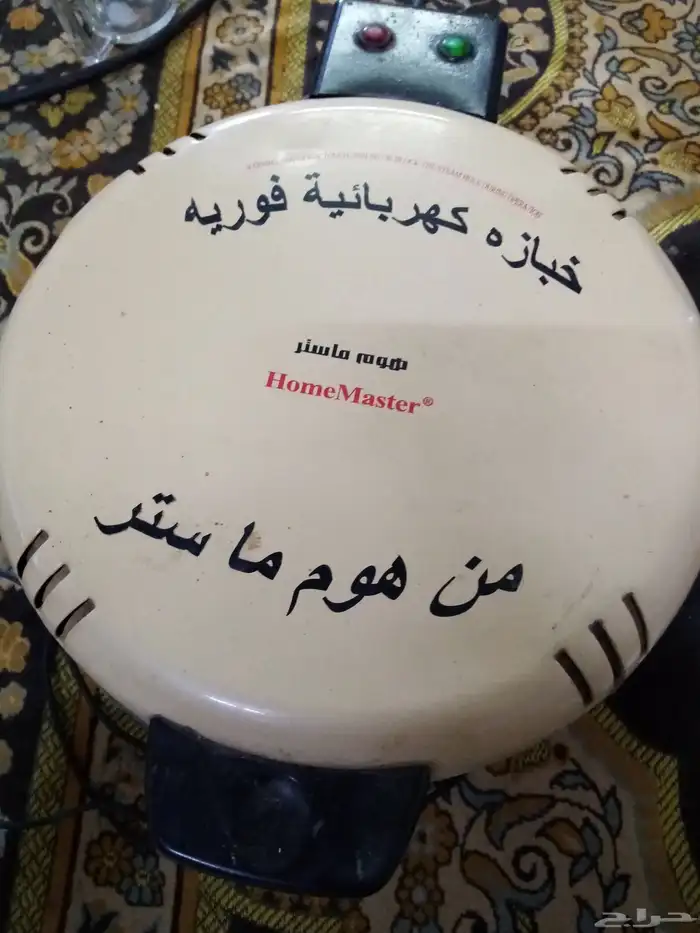 خبازه كهربائية فوريه
هوم ماستر
HomeMaster®
من هوم ماستر
حراج